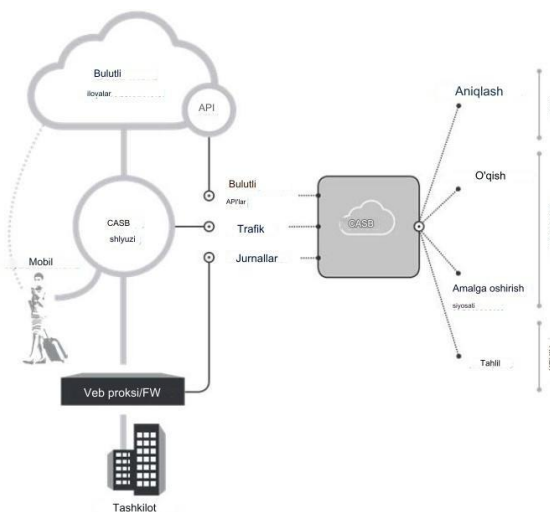 Bulutli
ilovalar
API
CASB
shlyuzi
Mobil
Veb proksi/FW
Tashkilot
Bulutli
API'lar
Trafik
Jurnallar
CASB
Aniqlash
O'qish
Amalga oshirish
siyosati
Tahlil